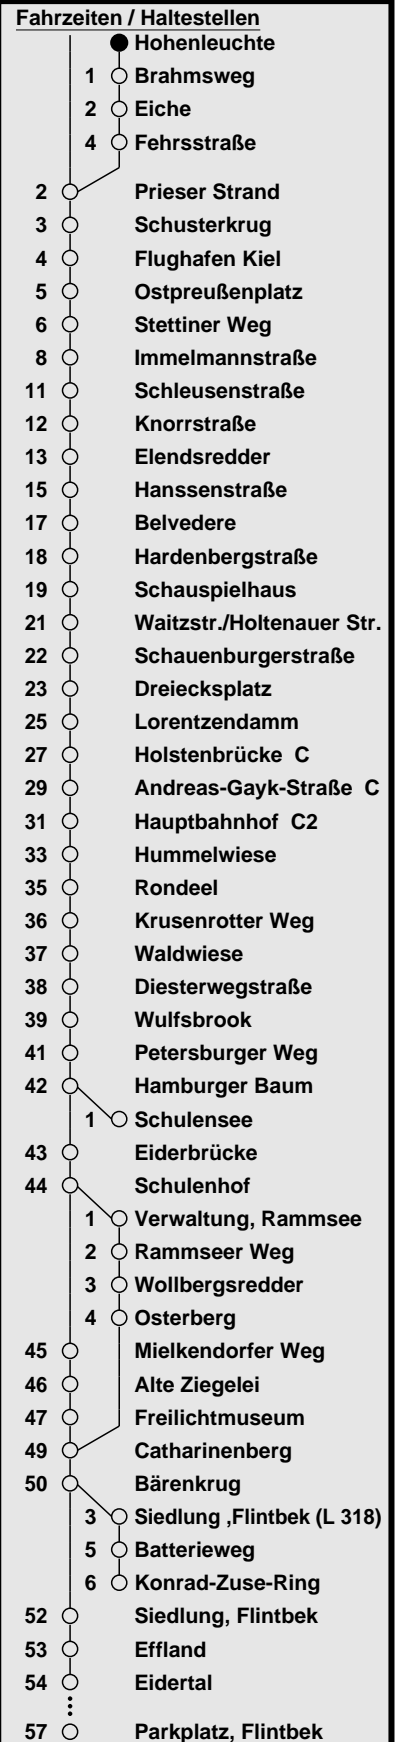 Fahrzeiten / Haltestellen
Hohenleuchte
1 Brahmsweg
2 Eiche
4 Fehrsstraße
2 Prieser Strand
3 Schusterkrug
4 Flughafen Kiel
5 Ostpreußenplatz
6 Stettiner Weg
8 Immelmannstraße
11 Schleusenstraße
12 Knorrstraße
13 Elendsredder
15 Hanssenstraße
17 Belvedere
18 Hardenbergstraße
19 Schauspielhaus
21 Waitzstr./Holtenauer Str.
22 Schauenburgerstraße
23 Dreiecksplatz
25 Lorentzendamm
27 Holstenbrücke C
29 Andreas-Gayk-Straße C
31 Hauptbahnhof C2
33 Hummelwiese
35 Rondeel
36 Krusenrotter Weg
37 Waldwiese
38 Diesterwegstraße
39 Wulfsbrook
41 Petersburger Weg
42 Hamburger Baum
1 Schulensee
43 Eiderbrücke
44 Schulenhof
1 Verwaltung, Rammsee
2 Rammseer Weg
3 Wollbergsredder
4 Osterberg
45 Mielkendorfer Weg
46 Alte Ziegelei
47 Freilichtmuseum
49 Catharinenberg
50 Bärenkrug
3 Siedlung ,Flintbek (L 318)
5 Batterieweg
6 Konrad-Zuse-Ring
52 Siedlung, Flintbek
53 Effland
54 Eidertal
57 Parkplatz, Flintbek